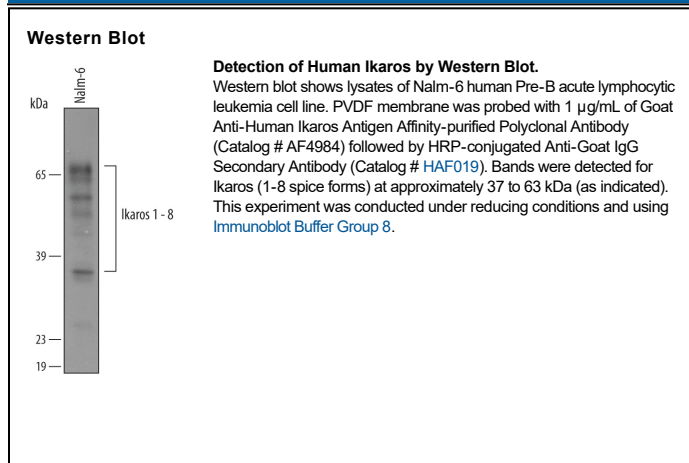 Western Blot
kDa
Nalm-6
65
39
23
19
Ikaros 1 - 8
Detection of Human Ikaros by Western Blot.
Western blot shows lysates of Nalm-6 human Pre-B acute lymphocytic
leukemia cell line. PVDF membrane was probed with 1 µg/mL of Goat
Anti-Human Ikaros Antigen Affinity-purified Polyclonal Antibody
(Catalog # AF4984) followed by HRP-conjugated Anti-Goat IgG
Secondary Antibody (Catalog # HAF019). Bands were detected for
Ikaros (1-8 spice forms) at approximately 37 to 63 kDa (as indicated).
This experiment was conducted under reducing conditions and using
Immunoblot Buffer Group 8.